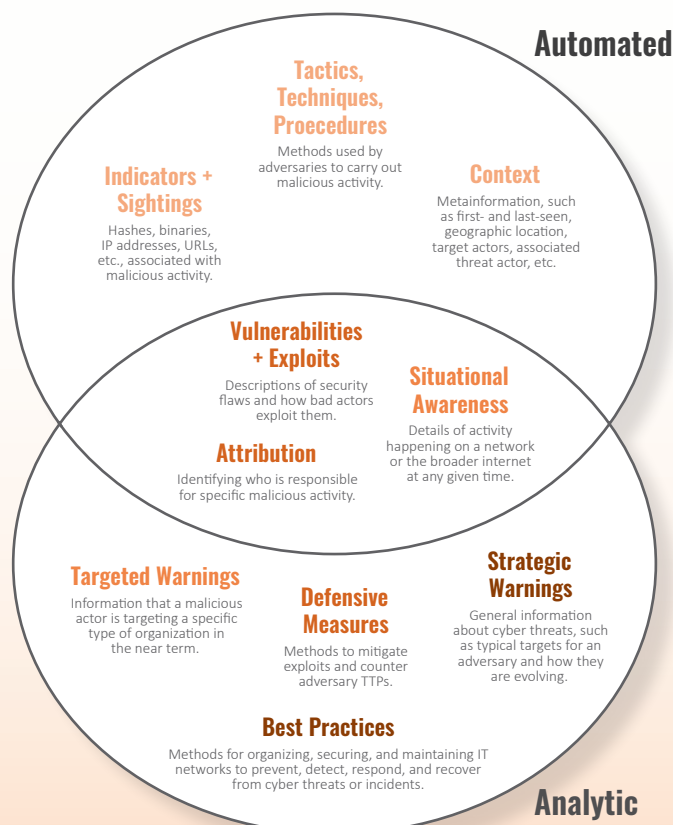 Automated
Tactics,
Techniques,
Proecedures
Methods used by
adversaries to carry out
malicious activity.
Indicators +
Sightings
Hashes, binaries,
IP addresses, URLs,
etc., associated with
malicious activity.
Context
Metainformation, such
as first- and last-seen,
geographic location,
target actors, associated
threat actor, etc.
Vulnerabilities
+ Exploits
Descriptions of security
flaws and how bad actors
exploit them.
Situational
Awareness
Details of activity
happening on a network
or the broader internet
at any given time.
Attribution
Identifying who is responsible
for specific malicious activity.
Targeted Warnings
Information that a malicious
actor is targeting a specific
type of organization in
the near term.
Defensive
Measures
Methods to mitigate
exploits and counter
adversary TTPs.
Strategic
Warnings
General information
about cyber threats, such
as typical targets for an
adversary and how they
are evolving.
Best Practices
Methods for organizing, securing, and maintaining IT
networks to prevent, detect, respond, and recover
from cyber threats or incidents.
Analytic